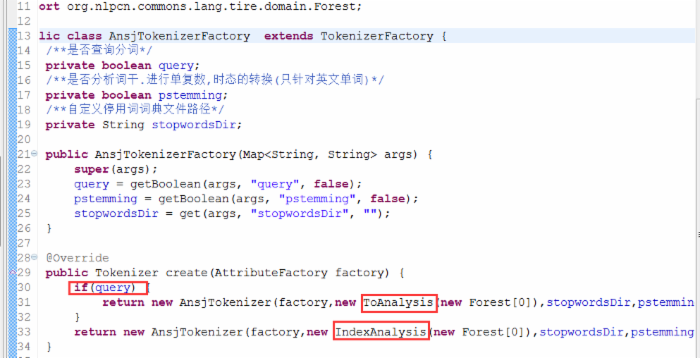 11 ort org.nlpcn.commons.lang.tire.domain.Forest;
12
13 lic class AnsjTokenizerFactory  extends TokenizerFactory {
14 /**是否查询分词*/
15 private boolean query;
16 /**是否分析词干.进行单复数,时态的转换(只针对英文单词)*/
17 private boolean pstemming;
18 /**自定义停用词词典文件路径*/
19 private String stopwordsDir;
20
21 public AnsjTokenizerFactory(Map<String, String> args) {
22 super(args);
23 query = getBoolean(args, "query", false);
24 pstemming = getBoolean(args, "pstemming", false);
25 stopwordsDir = get(args, "stopwordsDir", "");
26 }
27
28 @Override
29 public Tokenizer create(AttributeFactory factory) {
30 if(query) {
31 return new AnsjTokenizer(factory,new ToAnalysis(new Forest[0]),stopwordsDir,pstemmin
32 }
33 return new AnsjTokenizer(factory,new IndexAnalysis(new Forest[0]),stopwordsDir,pstemming
34 }